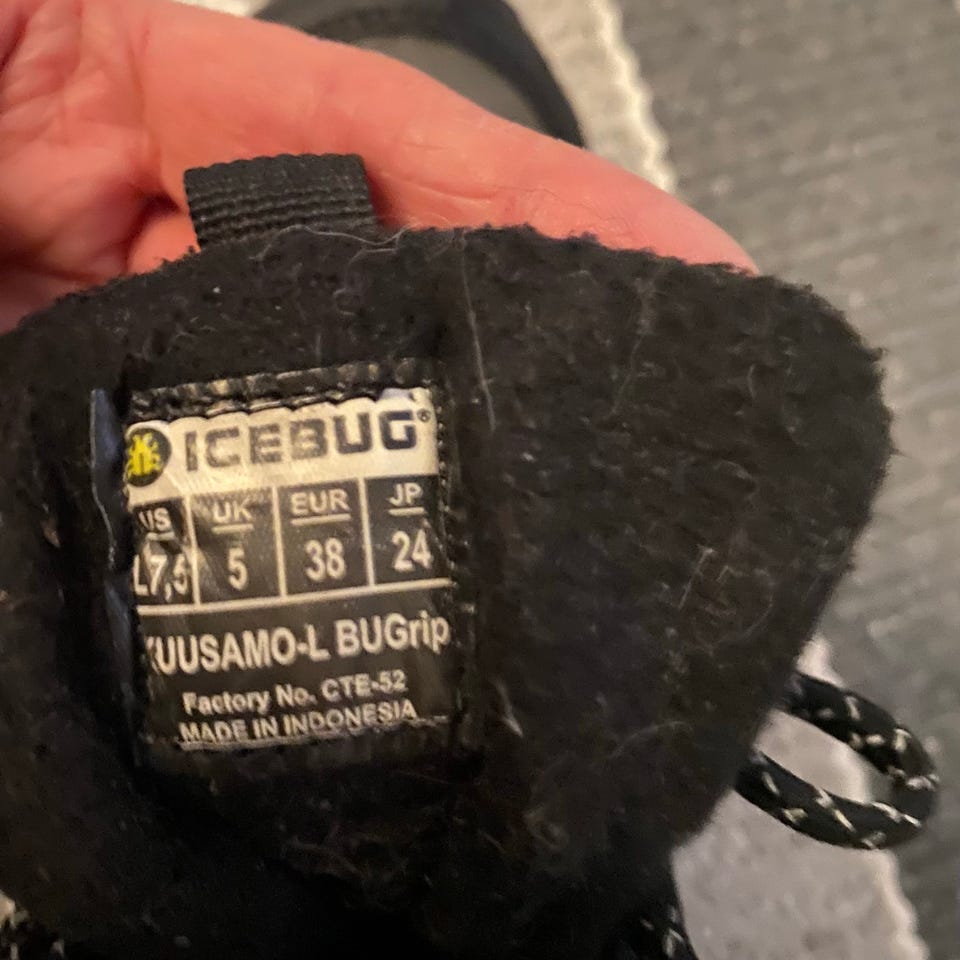 ICEBUG®
US UK EUR JP
L7,5 5 38 24
KUUSAMO-L BUGrip
Factory No. CTE-52
MADE IN INDONESIA